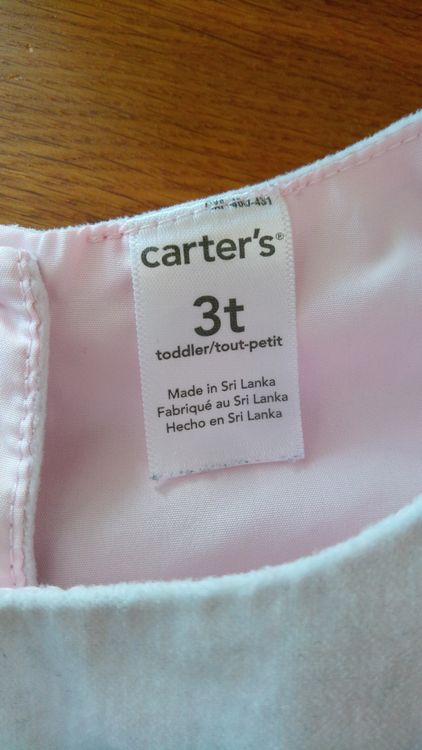 carter's®
3t
toddler/tout-petit
Made in Sri Lanka
Fabriqué au Sri Lanka
Hecho en Sri Lanka